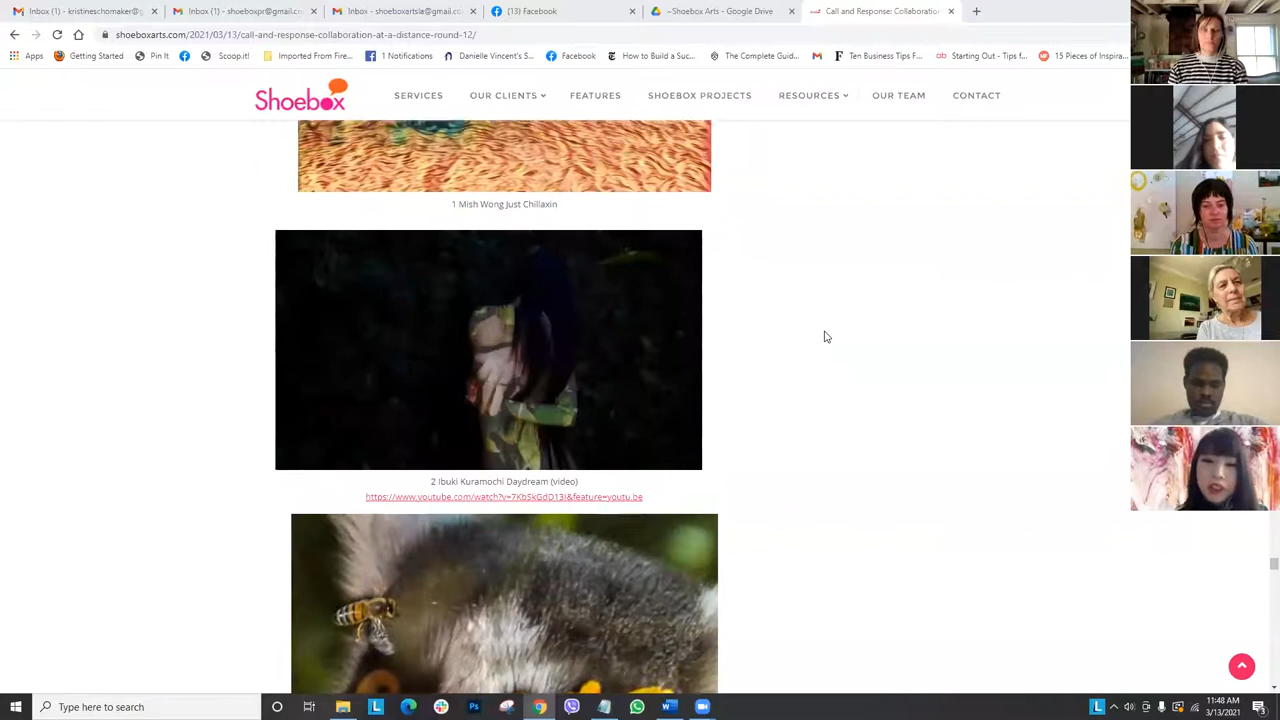 Inbox (1) - kristineschomaker@g
Inbox (1) - shoeboxpr@gmail.co
Inbox - shoeboxartsla@gmail.co
(13) Facebook
~Shoebox Arts - Google Drive
Call and Response: Collaboratio
shoeboxarts.com/2021/03/13/call-and-response-collaboration-at-a-distance-round-12/
Apps
Getting Started
Pin It
Scoop.it!
Imported From Fire...
1 Notifications
Danielle Vincent's S...
Facebook
How to Build a Suc...
The Complete Guid...
Ten Business Tips F...
Starting Out - Tips f...
15 Pieces of Inspira...
Shoebox
SERVICES
OUR CLIENTS
FEATURES
SHOEBOX PROJECTS
RESOURCES
OUR TEAM
CONTACT
1 Mish Wong Just Chillaxin
2 Ibuki Kuramochi Daydream (video)
https://www.youtube.com/watch?v=7KbSkGdD13I&feature=youtu.be
Type here to search
11:48 AM
3/13/2021